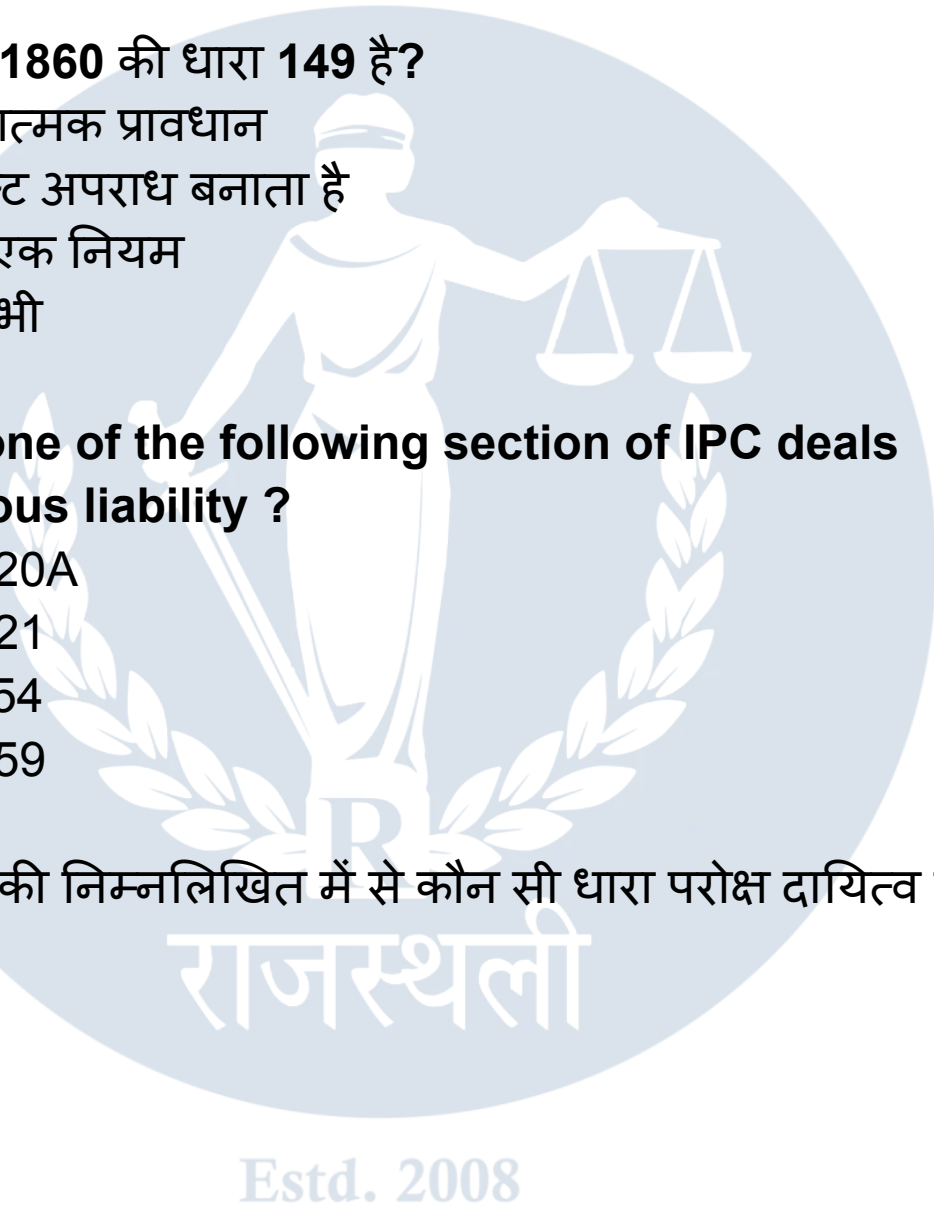 1860 की धारा 149 है?
त्मक प्रावधान
अपराध बनाता है
एक नियम
भी
one of the following section of IPC deals
ous liability ?
20A
21
54
59
की निम्नलिखित में से कौन सी धारा परोक्ष दायित्व
R
राजस्थली
Estd. 2008